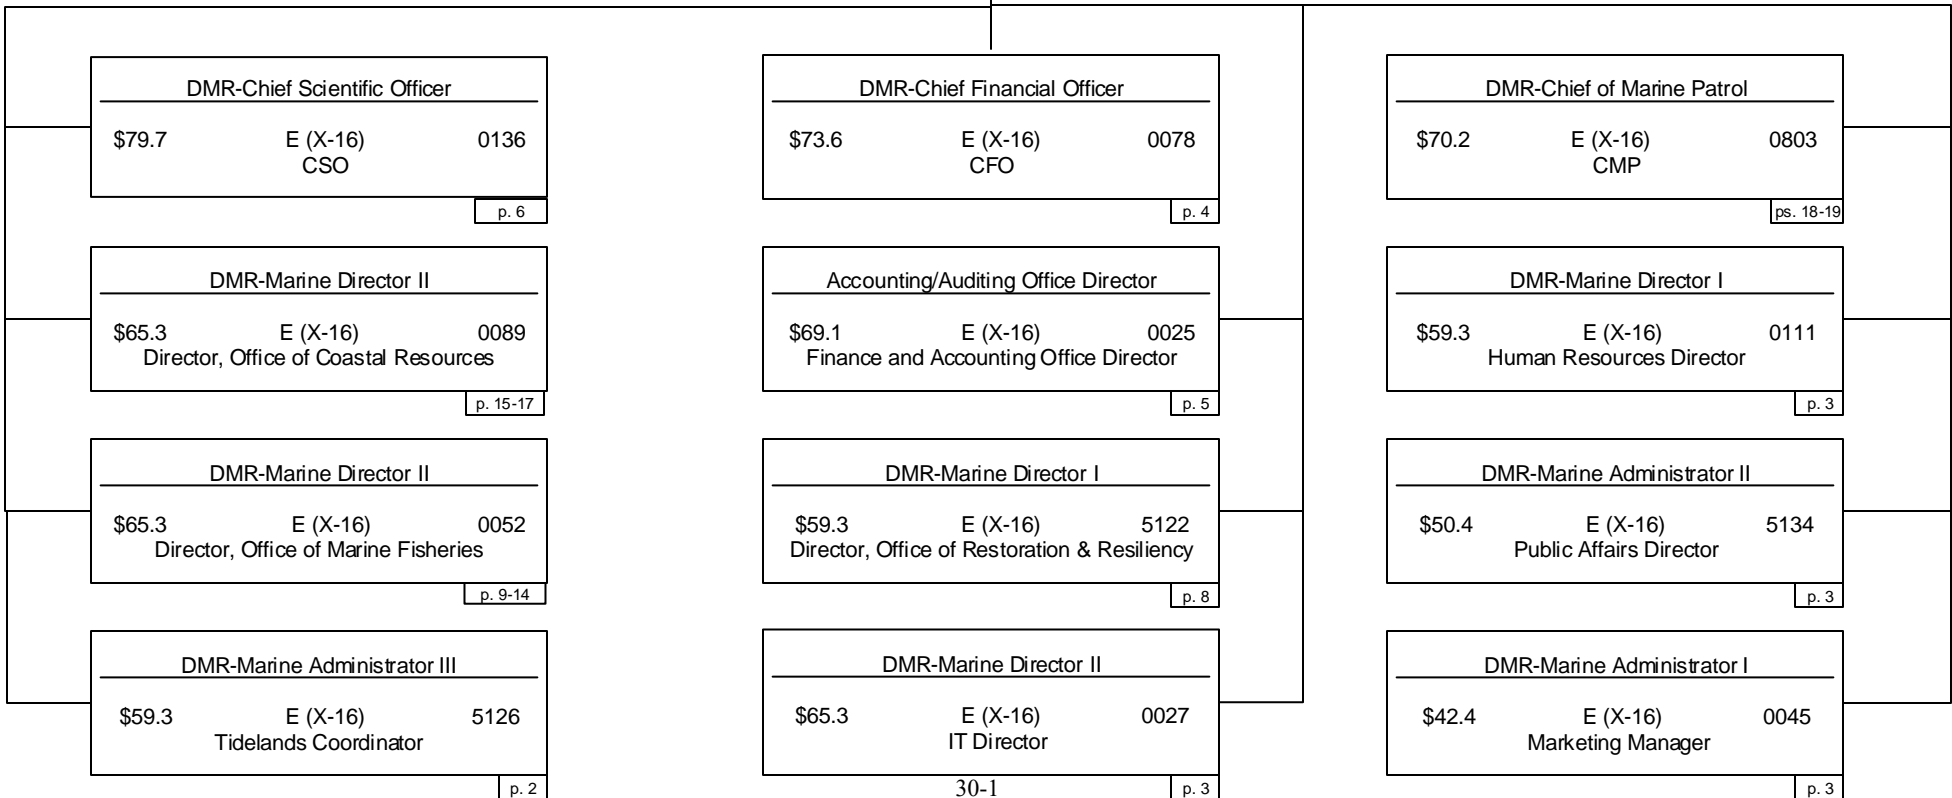 DMR-Chief Scientific Officer
$79.7 E (X-16) 0136
CSO
p. 6
DMR-Marine Director II
$65.3 E (X-16) 0089
Director, Office of Coastal Resources
p. 15-17
DMR-Marine Director II
$65.3 E (X-16) 0052
Director, Office of Marine Fisheries
p. 9-14
DMR-Marine Administrator III
$59.3 E (X-16) 5126
Tidelands Coordinator
p. 2
DMR-Chief Financial Officer
$73.6 E (X-16) 0078
CFO
p. 4
Accounting/Auditing Office Director
$69.1 E (X-16) 0025
Finance and Accounting Office Director
p. 5
DMR-Marine Director I
$59.3 E (X-16) 5122
Director, Office of Restoration & Resiliency
p. 8
DMR-Marine Director II
$65.3 E (X-16) 0027
IT Director
p. 3
DMR-Chief of Marine Patrol
$70.2 E (X-16) 0803
CMP
ps. 18-19
DMR-Marine Director I
$59.3 E (X-16) 0111
Human Resources Director
p. 3
DMR-Marine Administrator II
$50.4 E (X-16) 5134
Public Affairs Director
p. 3
DMR-Marine Administrator I
$42.4 E (X-16) 0045
Marketing Manager
p. 3
30-1